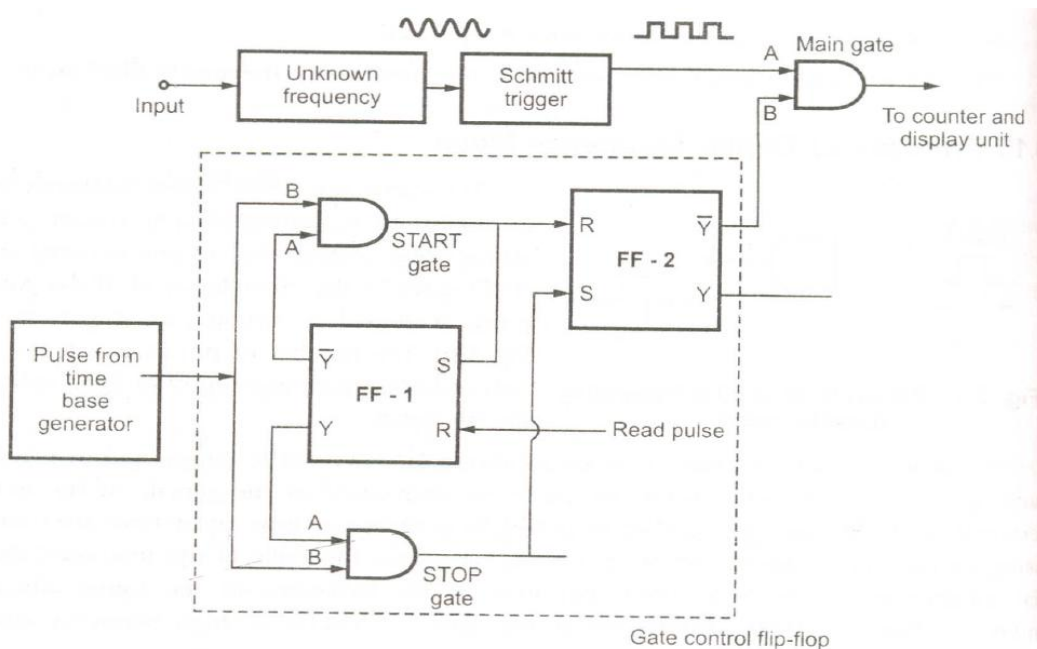 Main gate
A
Unknown
frequency
Schmitt
trigger
Input
B
To counter and
display unit
B
A
START
gate
R
Y̅
FF - 2
S
Y
Pulse from
time
base
generator
Y̅
S
FF - 1
Y
R
Read pulse
A
B
STOP
gate
Gate control flip-flop